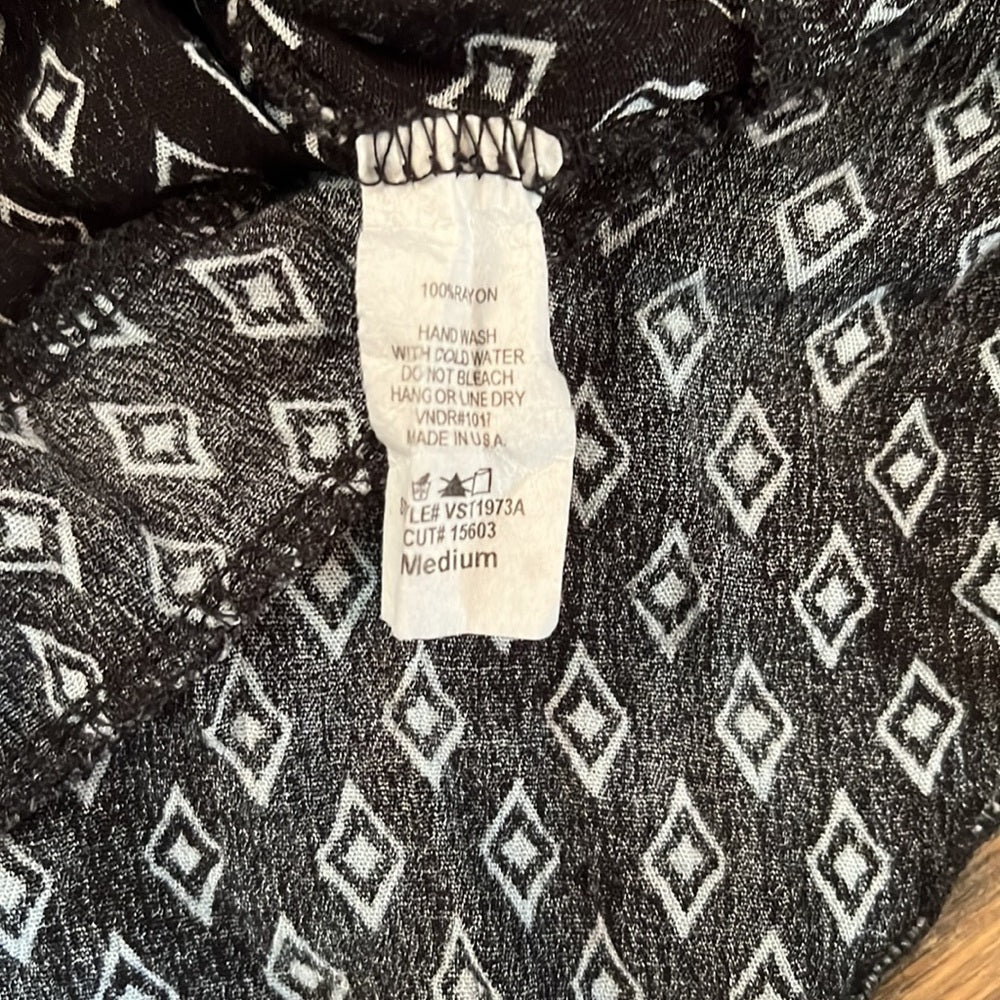 100% RAYON
HAND WASH
WITH COLD WATER
DO NOT BLEACH
HANG OR LINE DRY
VNDR#1017
MADE IN U.S.A.
STYLE# VST1973A
CUT# 15603
Medium